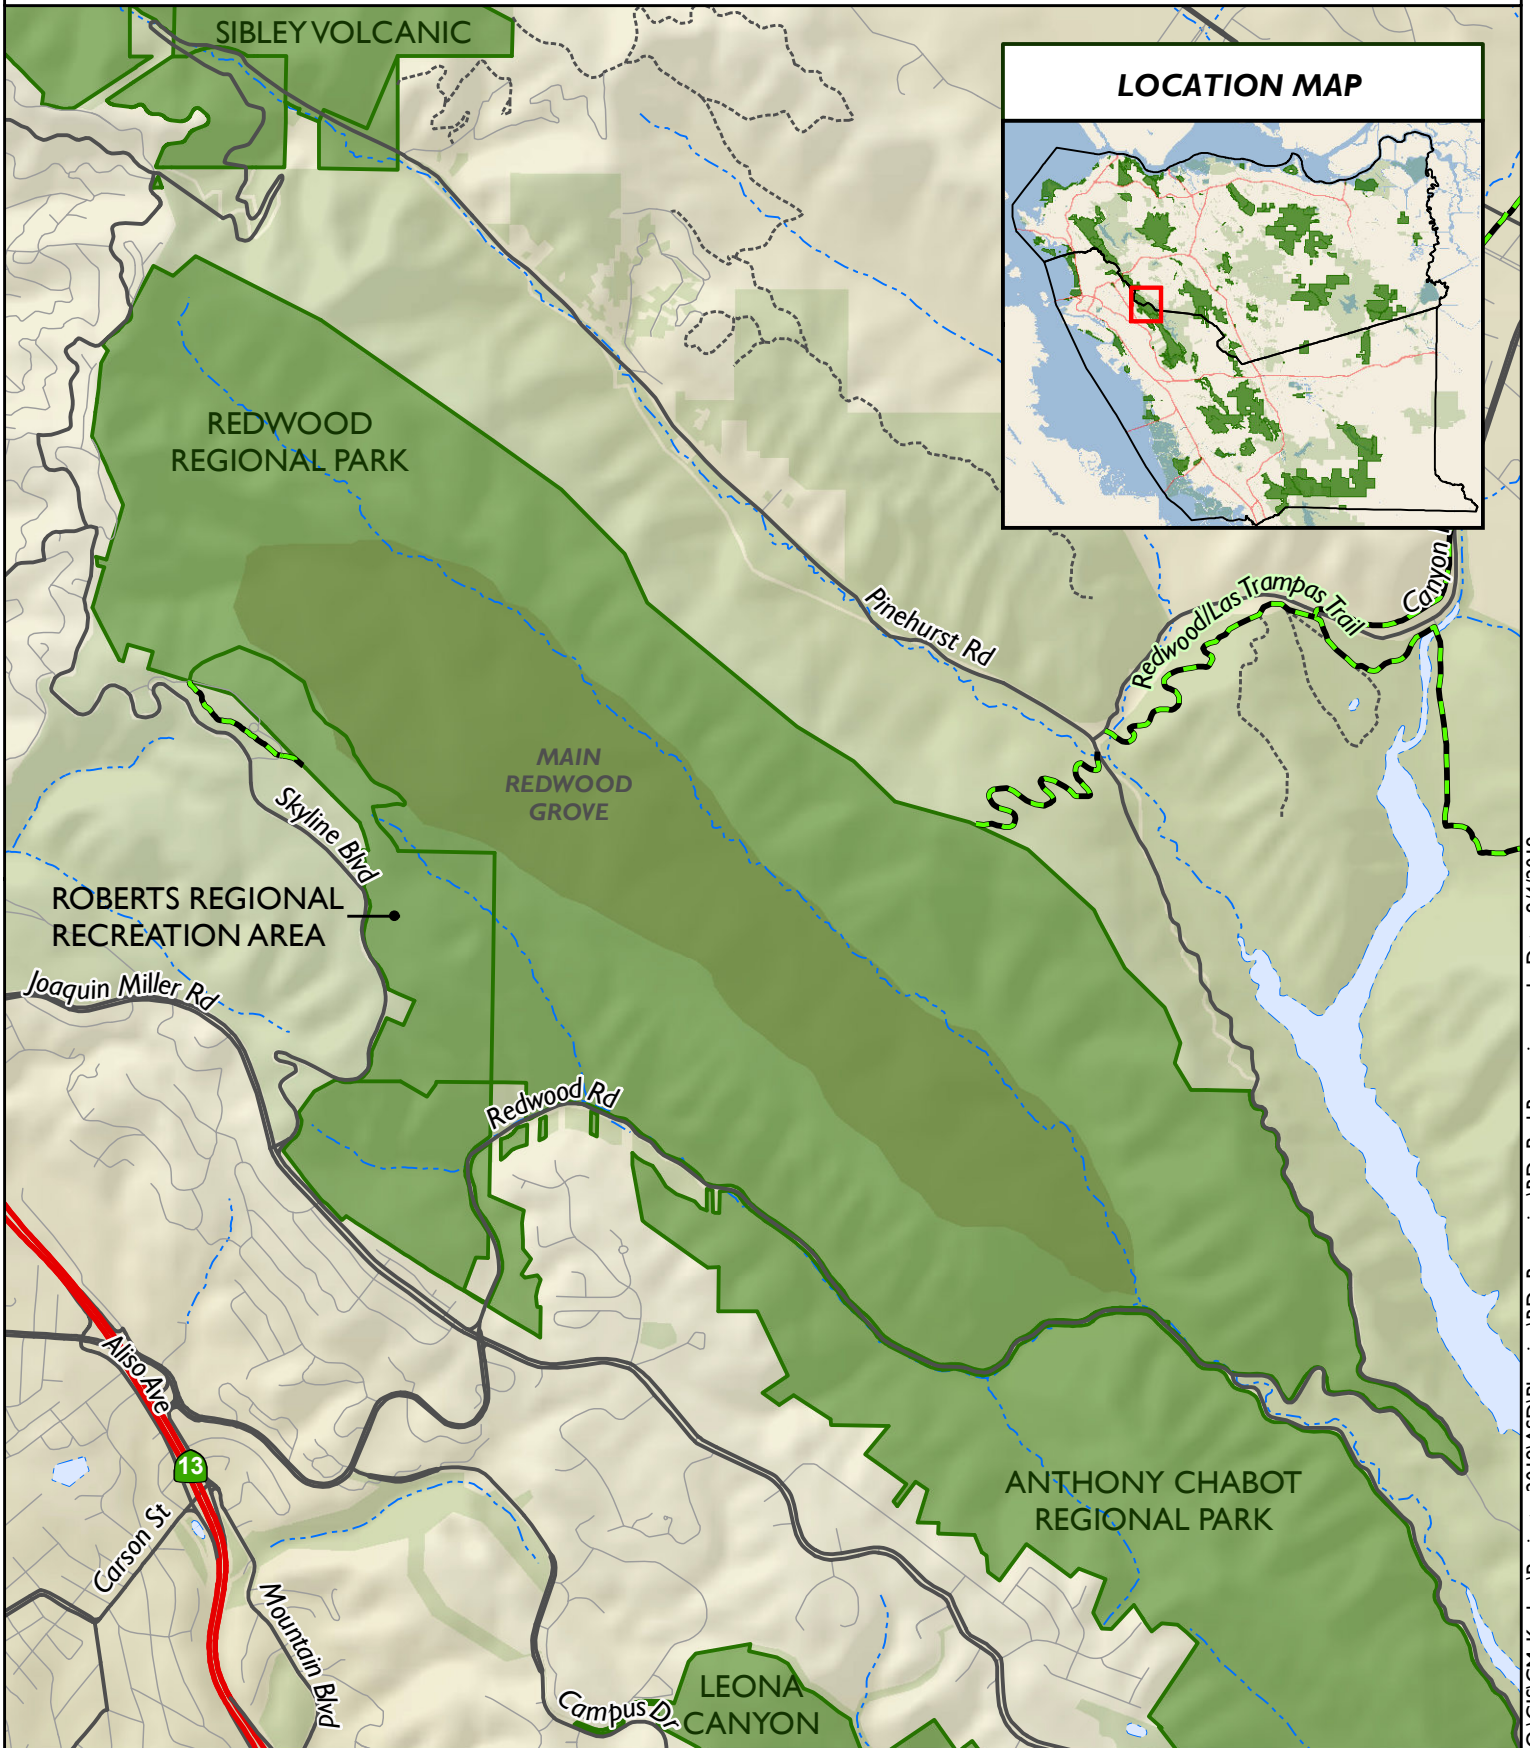 SIBLEY VOLCANIC
LOCATION MAP
REDWOOD
REGIONAL PARK
Pinehurst Rd
Redwood/Las Trampas Trail
Canyon
MAIN
REDWOOD
GROVE
Skyline Blvd
ROBERTS REGIONAL
RECREATION AREA
Joaquin Miller Rd
Redwood Rd
Aliso Ave
13
Carson St
Mountain Blvd
ANTHONY CHABOT
REGIONAL PARK
LEONA
CANYON
Campus Dr